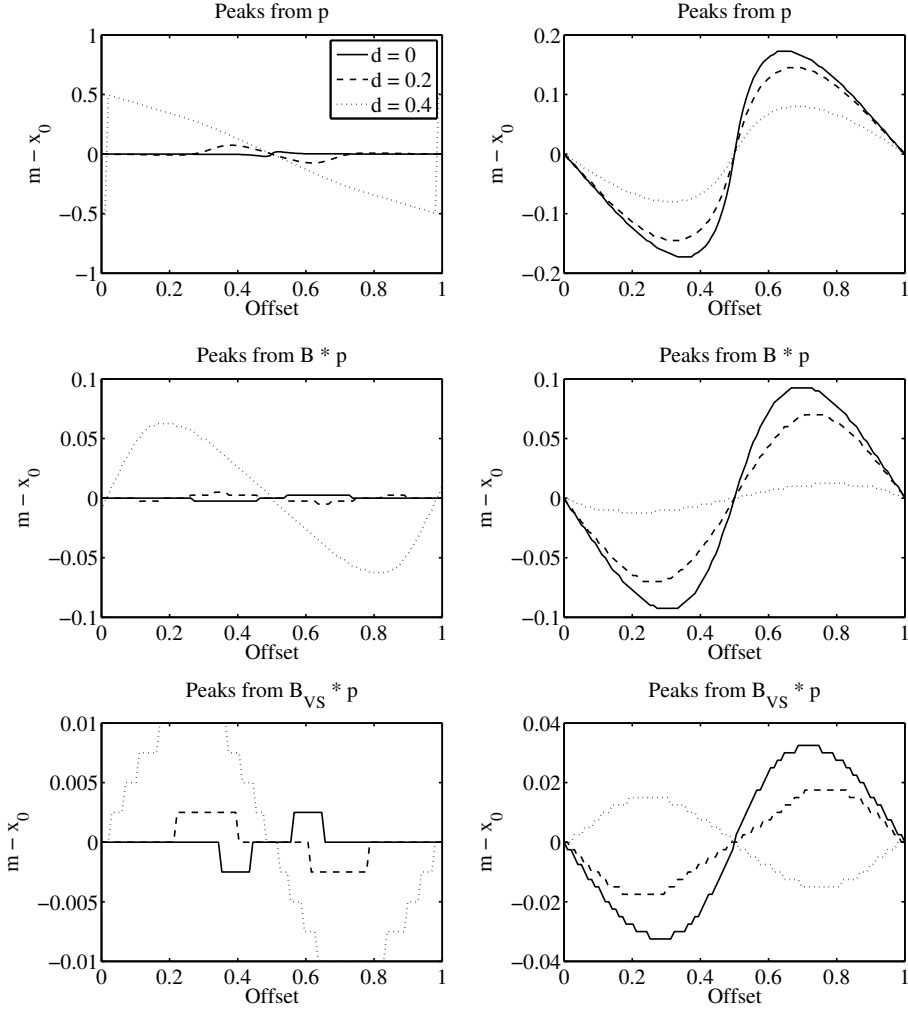 Peaks from p
1
0.5
0
−0.5
−1
m − x0
0 0.2 0.4 0.6 0.8 1
Offset
d = 0
d = 0.2
d = 0.4
Peaks from p
0.2
0.1
0
−0.1
−0.2
m − x0
0 0.2 0.4 0.6 0.8 1
Offset
Peaks from B * p
0.1
0.05
0
−0.05
−0.1
m − x0
0 0.2 0.4 0.6 0.8 1
Offset
Peaks from B * p
0.1
0.05
0
−0.05
−0.1
m − x0
0 0.2 0.4 0.6 0.8 1
Offset
Peaks from BVS * p
0.01
0.005
0
−0.005
−0.01
m − x0
0 0.2 0.4 0.6 0.8 1
Offset
Peaks from BVS * p
0.04
0.02
0
−0.02
−0.04
m − x0
0 0.2 0.4 0.6 0.8 1
Offset